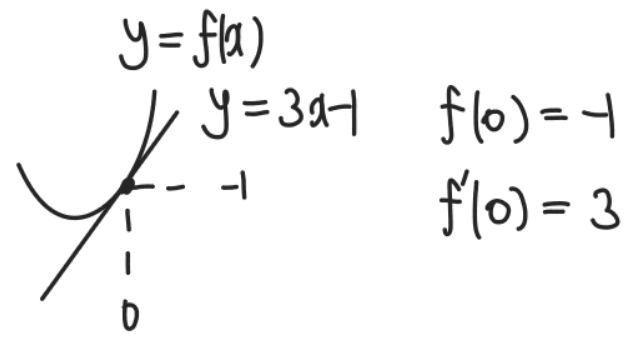 y = f(x)
y = 3x-1
f(0) = -1
-1
f'(0) = 3
0